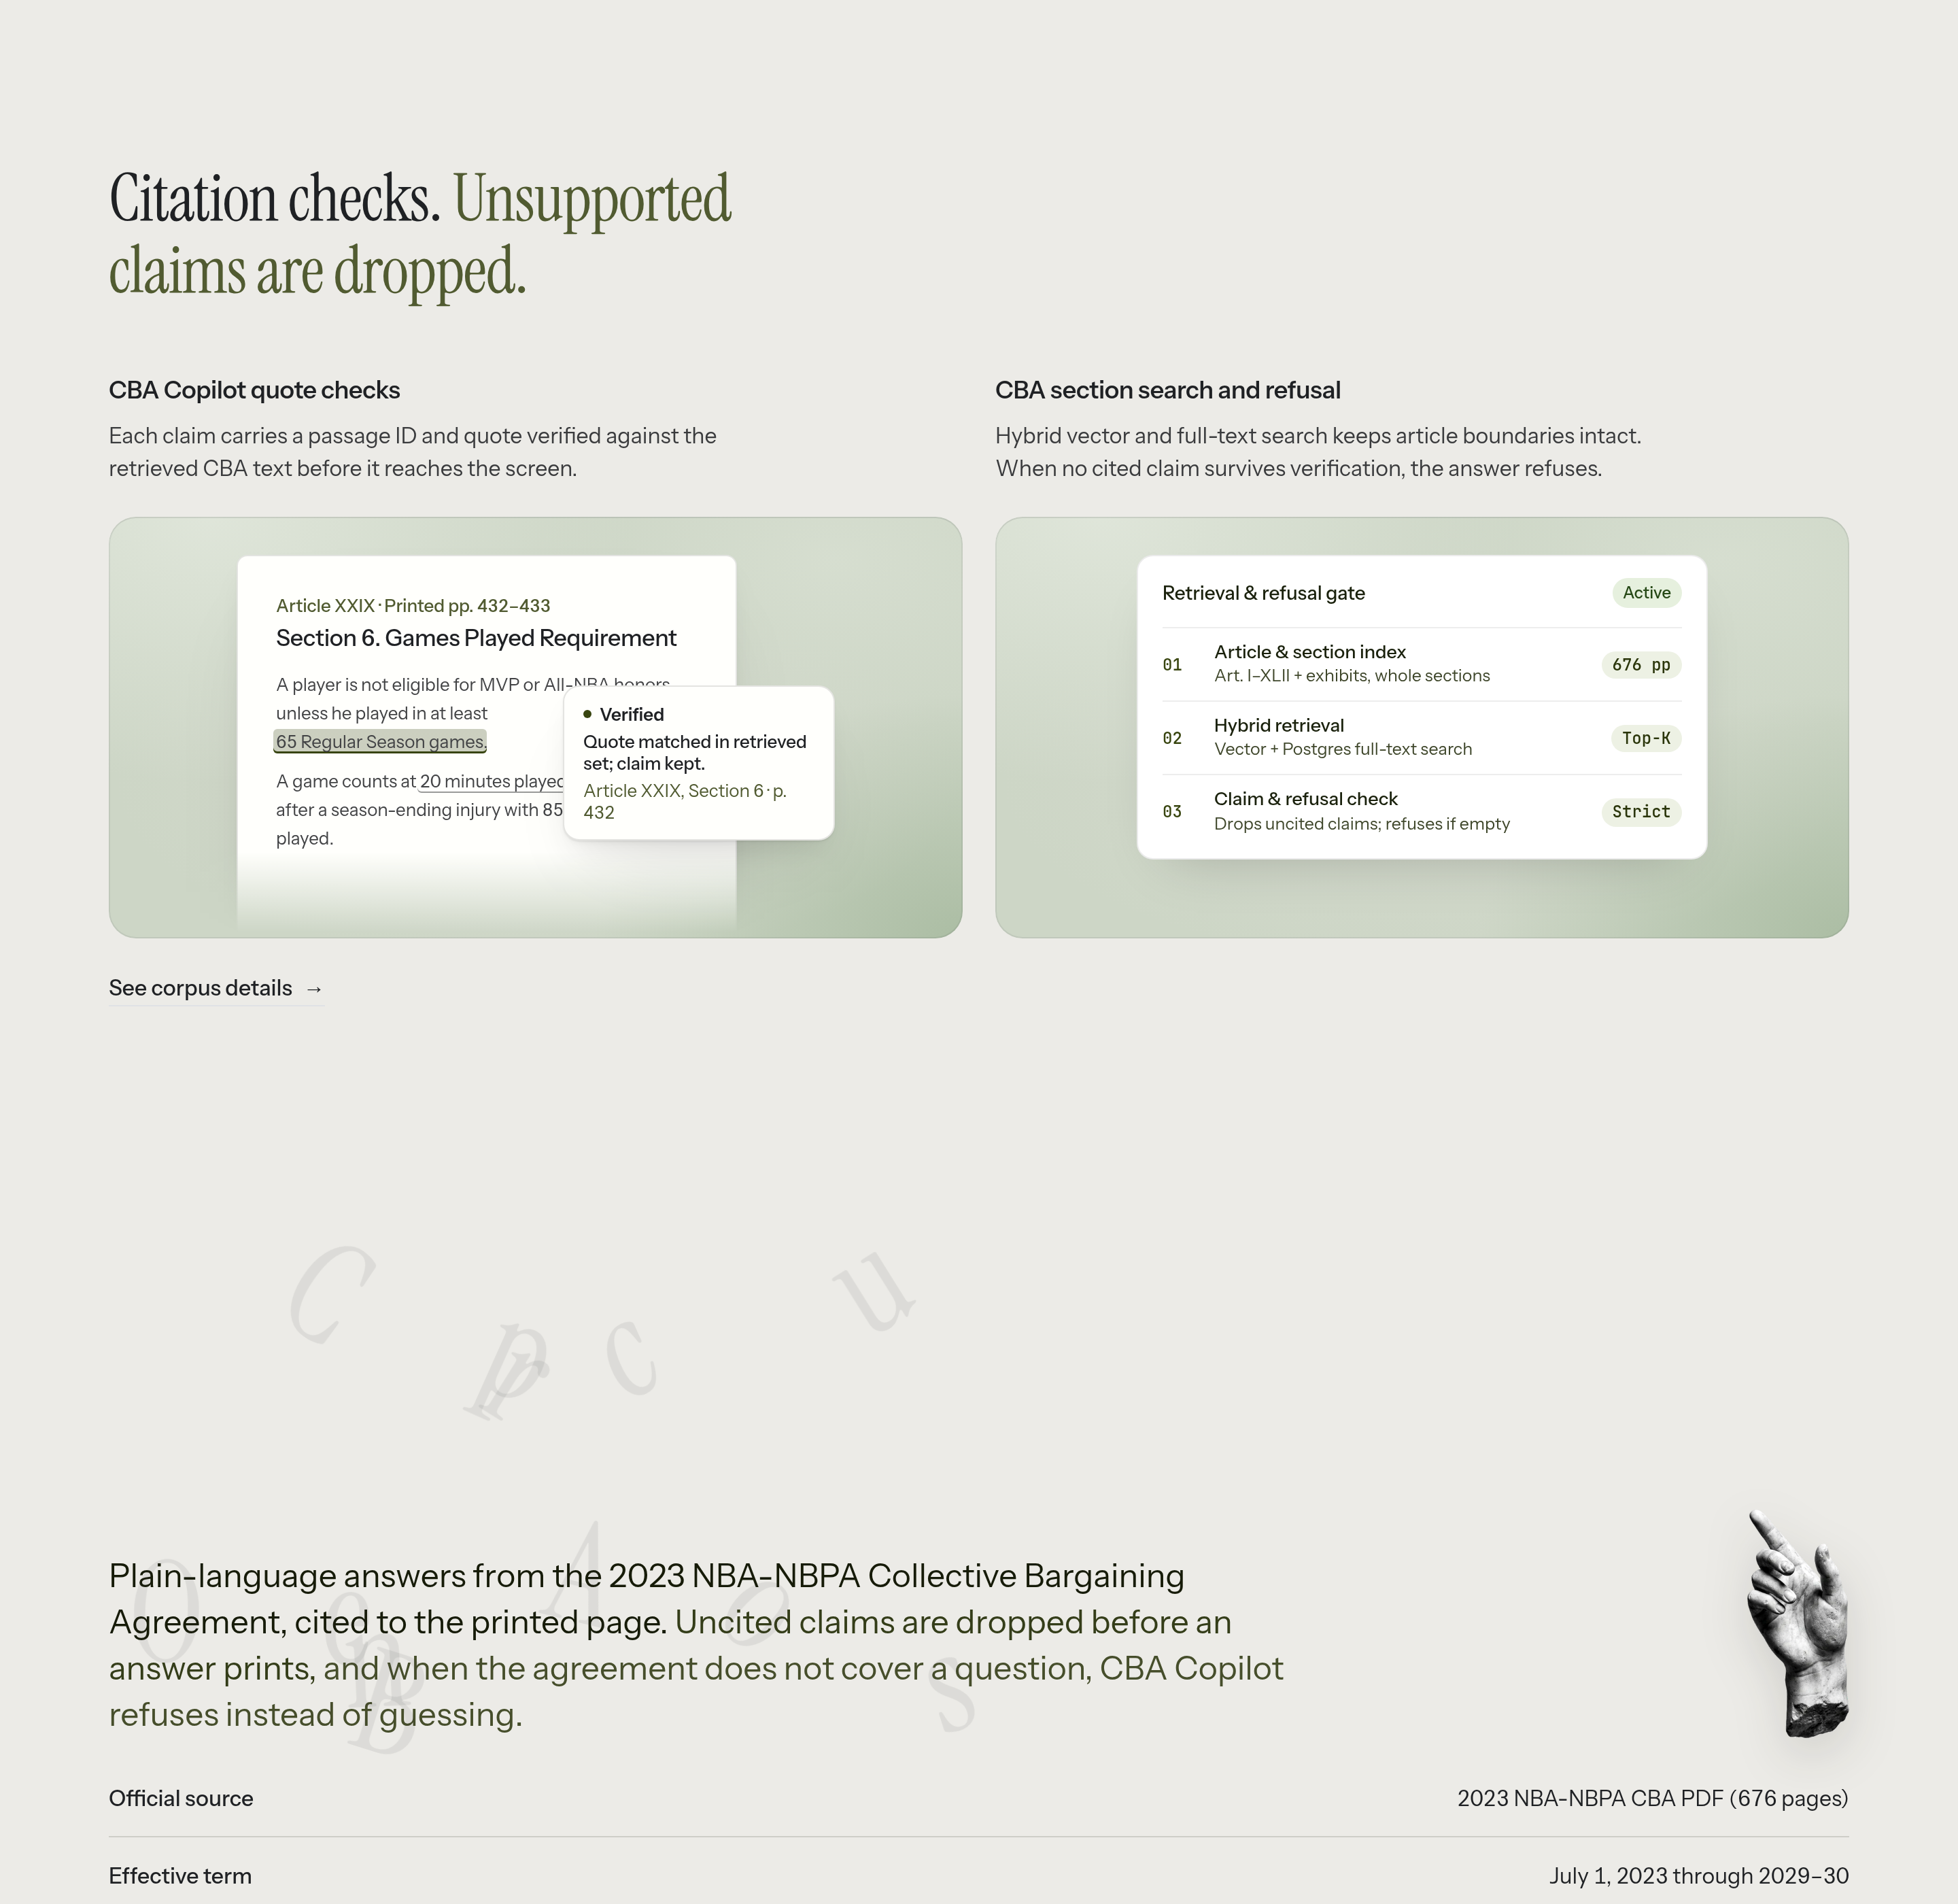 Citation checks. Unsupported
claims are dropped.
CBA Copilot quote checks
Each claim carries a passage ID and quote verified against the
retrieved CBA text before it reaches the screen.
Article XXIX · Printed pp. 432–433
Section 6. Games Played Requirement
A player is not eligible for MVP or All-NBA honors
unless he played in at least
65 Regular Season games.
A game counts at 20 minutes played
after a season-ending injury with 85
played.
Verified
Quote matched in retrieved
set; claim kept.
Article XXIX, Section 6 · p.
432
CBA section search and refusal
Hybrid vector and full-text search keeps article boundaries intact.
When no cited claim survives verification, the answer refuses.
Retrieval & refusal gate
Active
01
Article & section index
Art. I–XLII + exhibits, whole sections
676 pp
02
Hybrid retrieval
Vector + Postgres full-text search
Top-K
03
Claim & refusal check
Drops uncited claims; refuses if empty
Strict
See corpus details →
C
p
r
c
u
A
O
o
s
B
Plain-language answers from the 2023 NBA-NBPA Collective Bargaining
Agreement, cited to the printed page. Uncited claims are dropped before an
answer prints, and when the agreement does not cover a question, CBA Copilot
refuses instead of guessing.
Official source
2023 NBA-NBPA CBA PDF (676 pages)
Effective term
July 1, 2023 through 2029–30